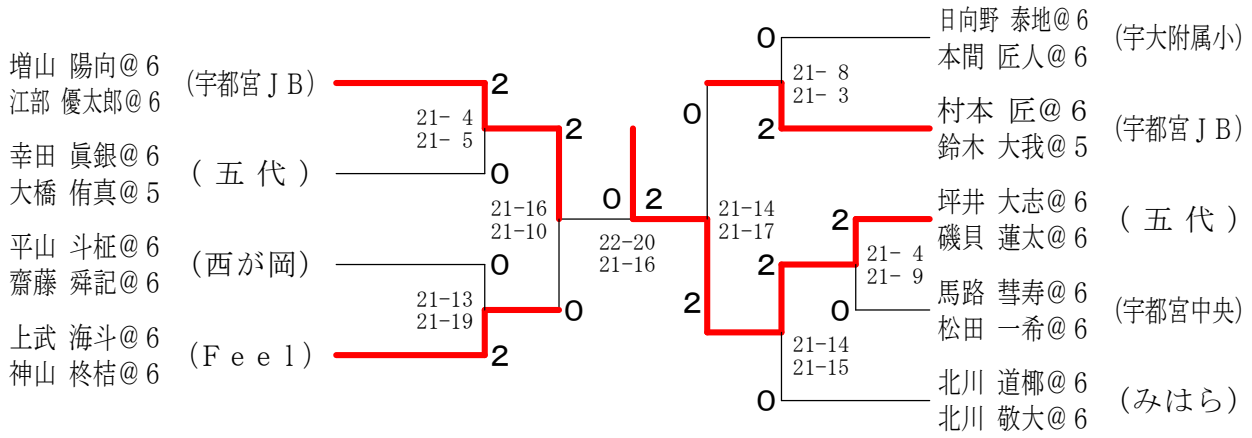 増山 陽向@6
江部 優太郎@6
(宇都宮JB)
2
21- 4
21- 5
幸田 眞銀@6
大橋 侑真@5
(五代)
0
2
21-16
21-10
平山 斗柾@6
齋藤 舜記@6
(西が岡)
0
21-13
21-19
0
上武 海斗@6
神山 柊桔@6
(Feel)
2
0
2
22-20
21-16
日向野 泰地@6
本間 匠人@6
(宇大附属小)
0
21- 8
21- 3
0
村本 匠@6
鈴木 大我@5
(宇都宮JB)
2
21-14
21-17
坪井 大志@6
磯貝 蓮太@6
(五代)
2
2
21- 4
21- 9
2
馬路 彗寿@6
松田 一希@6
(宇都宮中央)
0
21-14
21-15
北川 道椰@6
北川 敬大@6
(みはら)
0